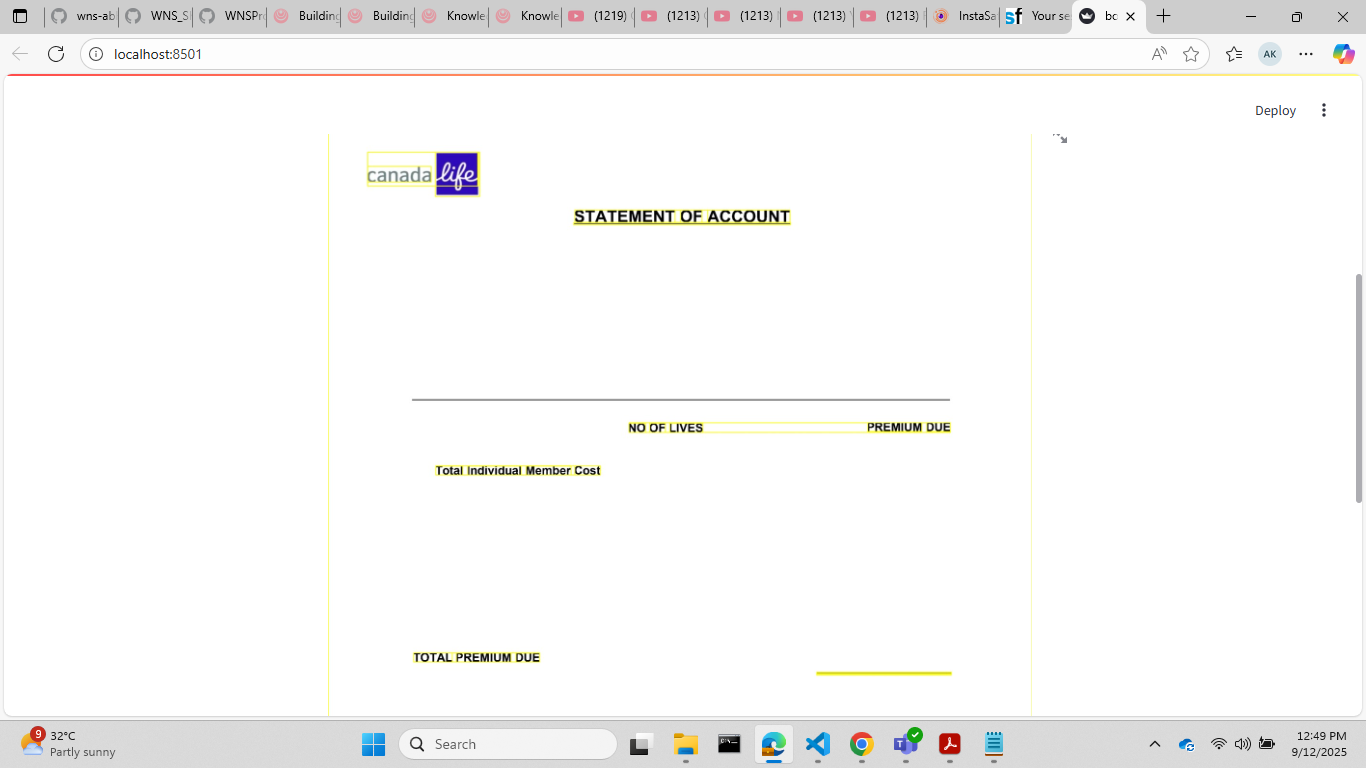 wns-ab
WNS_S
WNSPro
Building
Building
Knowle
Knowle
(1219)
(1213)
(1213)
(1213)
(1213)
InstaSa
Your se
bc
localhost:8501
AK
Deploy
canada life
STATEMENT OF ACCOUNT
NO OF LIVES PREMIUM DUE
Total Individual Member Cost
TOTAL PREMIUM DUE
9
32°C
Partly sunny
Search
12:49 PM
9/12/2025